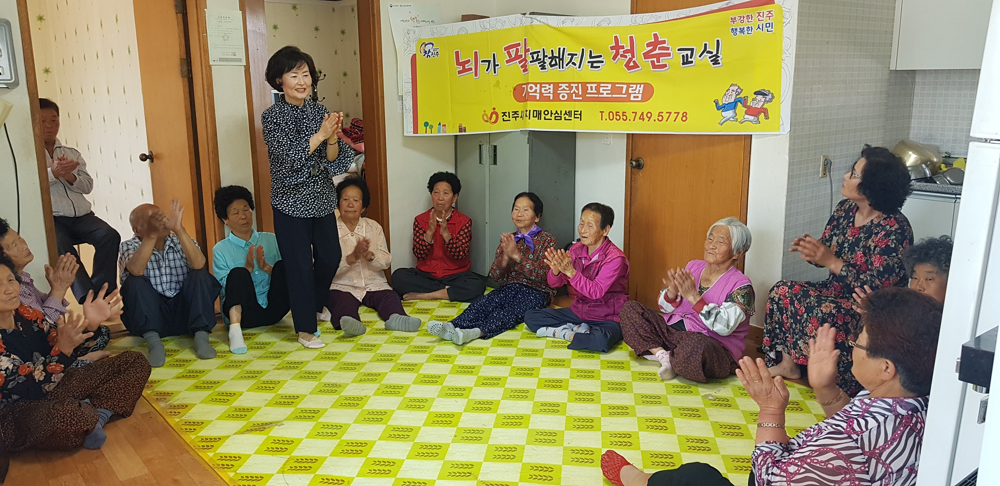 부강한 진주
행복한 시민
참진주
뇌가 팔팔해지는 청춘교실
기억력 증진 프로그램
진주시치매안심센터 T.055.749.5778